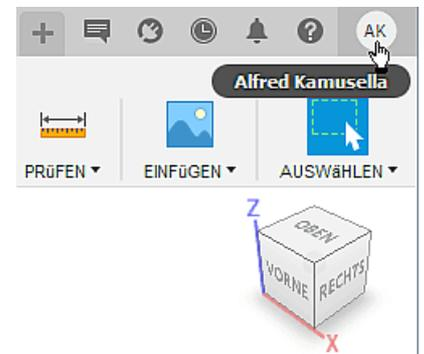 AK
Alfred Kamusella
PRüFEN EINFüGEN AUSWäHLEN
Z
OBEN
VORNE RECHTS
X